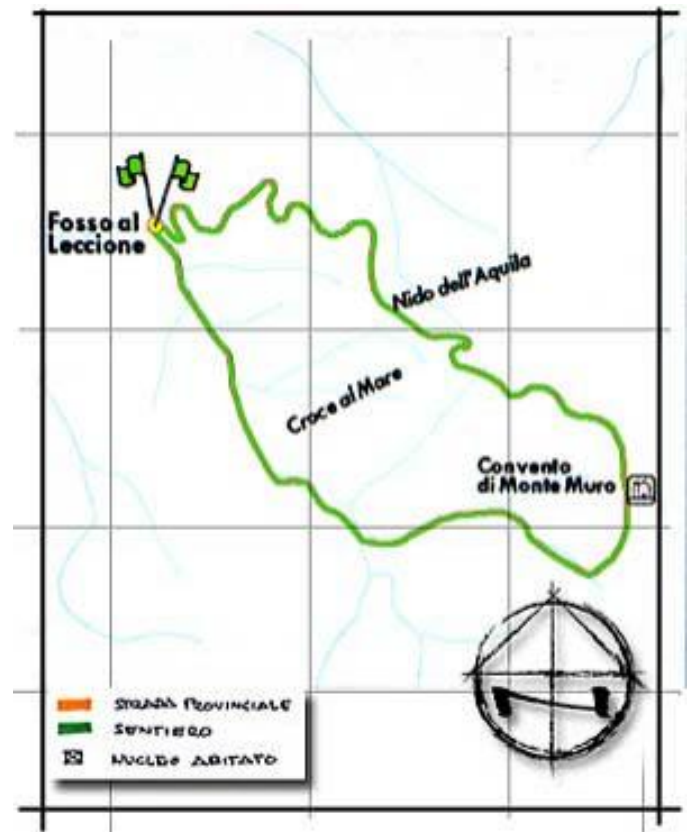 Fosso al
Leccione
Nido dell'Aquila
Croce al Mare
Convento
di Monte Muro
STRADA PROVINCIALE
SENTIERO
NUCLEO ABITATO